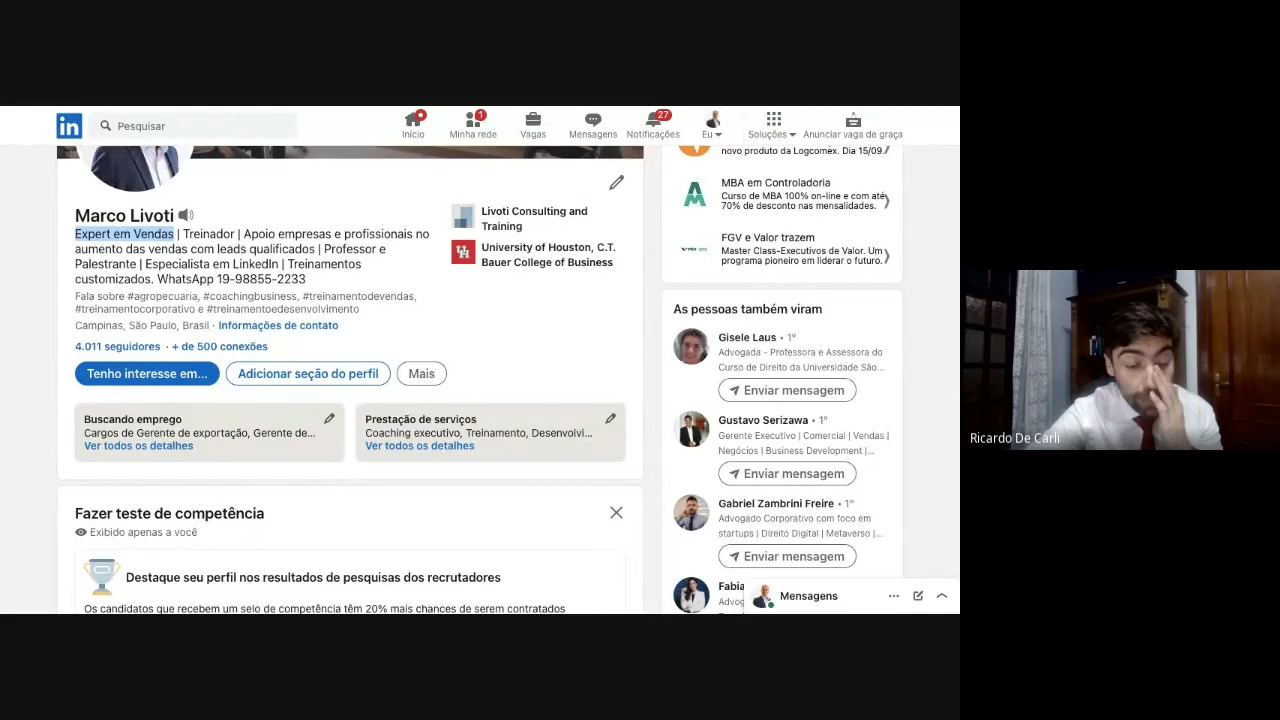 in
Pesquisar
1
27
Início
Minha rede
Vagas
Mensagens
Notificações
Eu
Soluções
Anunciar vaga de graça
Marco Livoti
Expert em Vendas | Treinador | Apoio empresas e profissionais no
aumento das vendas com leads qualificados | Professor e
Palestrante | Especialista em LinkedIn | Treinamentos
customizados. WhatsApp 19-98855-2233
Fala sobre #agropecuaria, #coachingbusiness, #treinamentodevendas,
#treinamentocorporativo e #treinamentoedesenvolvimento
Campinas, São Paulo, Brasil · Informações de contato
4.011 seguidores · + de 500 conexões
Tenho interesse em...
Adicionar seção do perfil
Mais
Livoti Consulting and
Training
University of Houston, C.T.
Bauer College of Business
Buscando emprego
Cargos de Gerente de exportação, Gerente de...
Ver todos os detalhes
Prestação de serviços
Coaching executivo, Treinamento, Desenvolvi...
Ver todos os detalhes
Fazer teste de competência
Exibido apenas a você
Destaque seu perfil nos resultados de pesquisas dos recrutadores
Os candidatos que recebem um selo de competência têm 20% mais chances de serem contratados
novo produto da Logcoméx. Dia 15/09.
MBA em Controladoria
Curso de MBA 100% on-line e com até
70% de desconto nas mensalidades.
FGV e Valor trazem
Master Class-Executivos de Valor. Um
programa pioneiro em liderar o futuro.
As pessoas também viram
Gisele Laus • 1°
Advogada - Professora e Assessora do
Curso de Direito da Universidade São...
Enviar mensagem
Gustavo Serizawa • 1°
Gerente Executivo | Comercial | Vendas |
Negócios | Business Development |...
Enviar mensagem
Gabriel Zambrini Freire • 1°
Advogado Corporativo com foco em
startups | Direito Digital | Metaverso |...
Enviar mensagem
Fabia
Advog
Mensagens
Ricardo De Carli